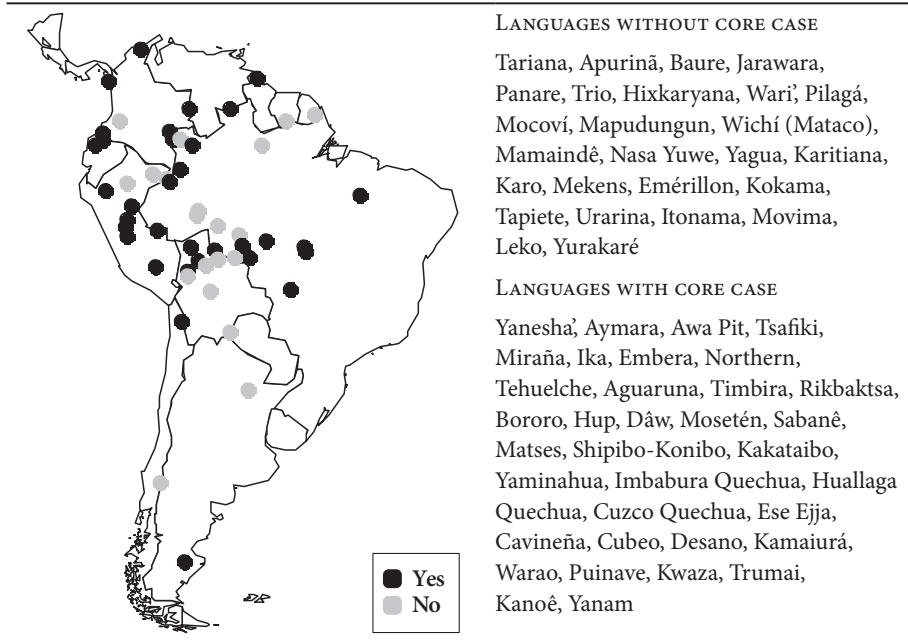 LANGUAGES WITHOUT CORE CASE
Tariana, Apurinã, Baure, Jarawara,
Panare, Trio, Hixkaryana, Wari’, Pilagá,
Mocoví, Mapudungun, Wichí (Mataco),
Mamaindê, Nasa Yuwe, Yagua, Karitiana,
Karo, Mekens, Emérillon, Kokama,
Tapiete, Urarina, Itonama, Movima,
Leko, Yurakaré
LANGUAGES WITH CORE CASE
Yanesha’, Aymara, Awa Pit, Tsafiki,
Miraña, Ika, Embera, Northern,
Tehuelche, Aguaruna, Timbira, Rikbaktsa,
Bororo, Hup, Dâw, Mosetén, Sabanê,
Matses, Shipibo-Konibo, Kakataibo,
Yaminahua, Imbabura Quechua, Huallaga
Quechua, Cuzco Quechua, Ese Ejja,
Cavineña, Cubeo, Desano, Kamaiurá,
Warao, Puinave, Kwaza, Trumai,
Kanoê, Yanam
Yes
No